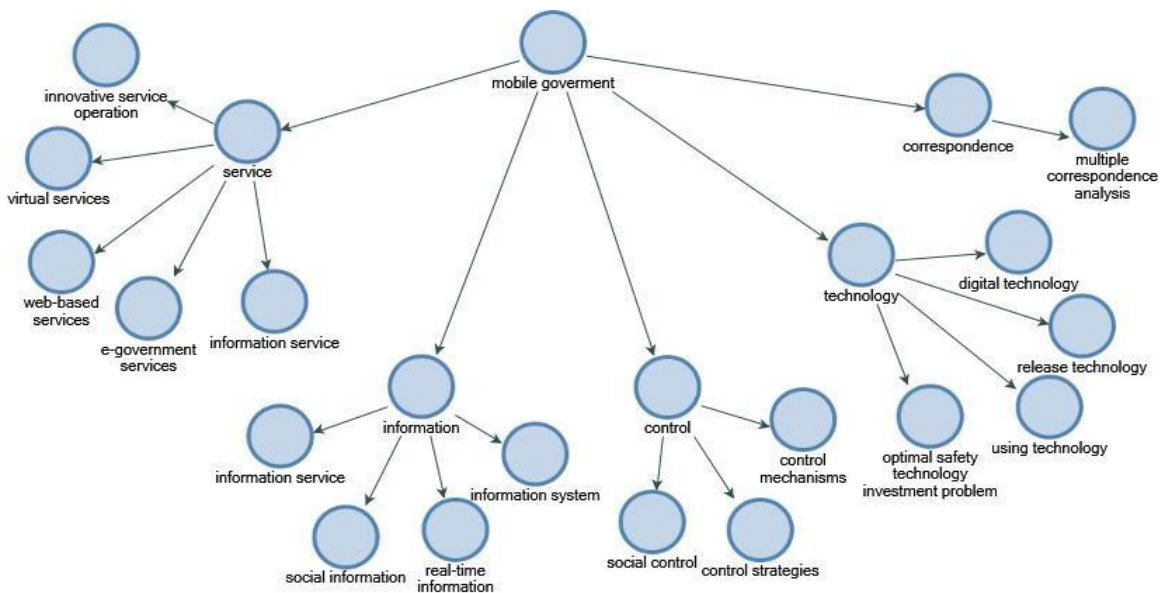 mobile goverment
innovative service
operation
service
virtual services
web-based
services
e-government
services
information service
correspondence
multiple
correspondence
analysis
technology
digital technology
release technology
using technology
optimal safety
technology
investment problem
information
information service
social information
real-time
information
information system
control
control
mechanisms
social control
control strategies